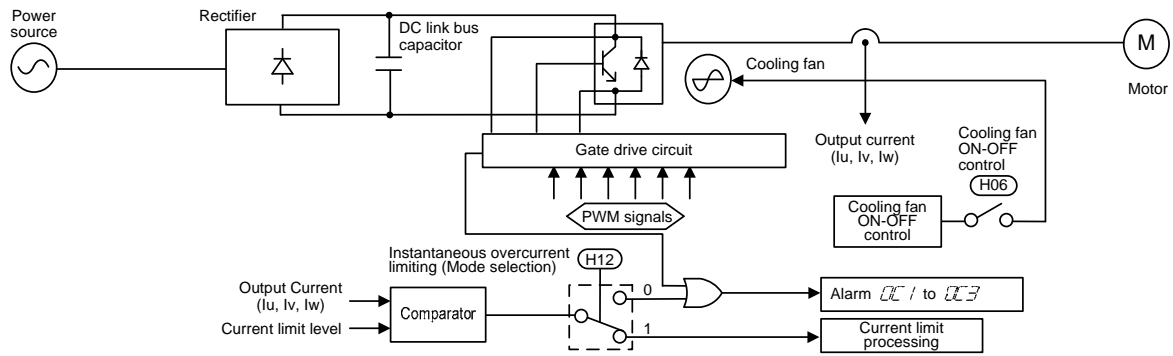 Power
source
Rectifier
DC link bus
capacitor
M
Motor
Cooling fan
Output current
(Iu, Iv, Iw)
Cooling fan
ON-OFF
control
H06
Gate drive circuit
PWM signals
Cooling fan
ON-OFF
control
Instantaneous overcurrent
limiting (Mode selection)
H12
Output Current
(Iu, Iv, Iw)
Current limit level
Comparator
0
1
Alarm OC1 to OC3
Current limit
processing